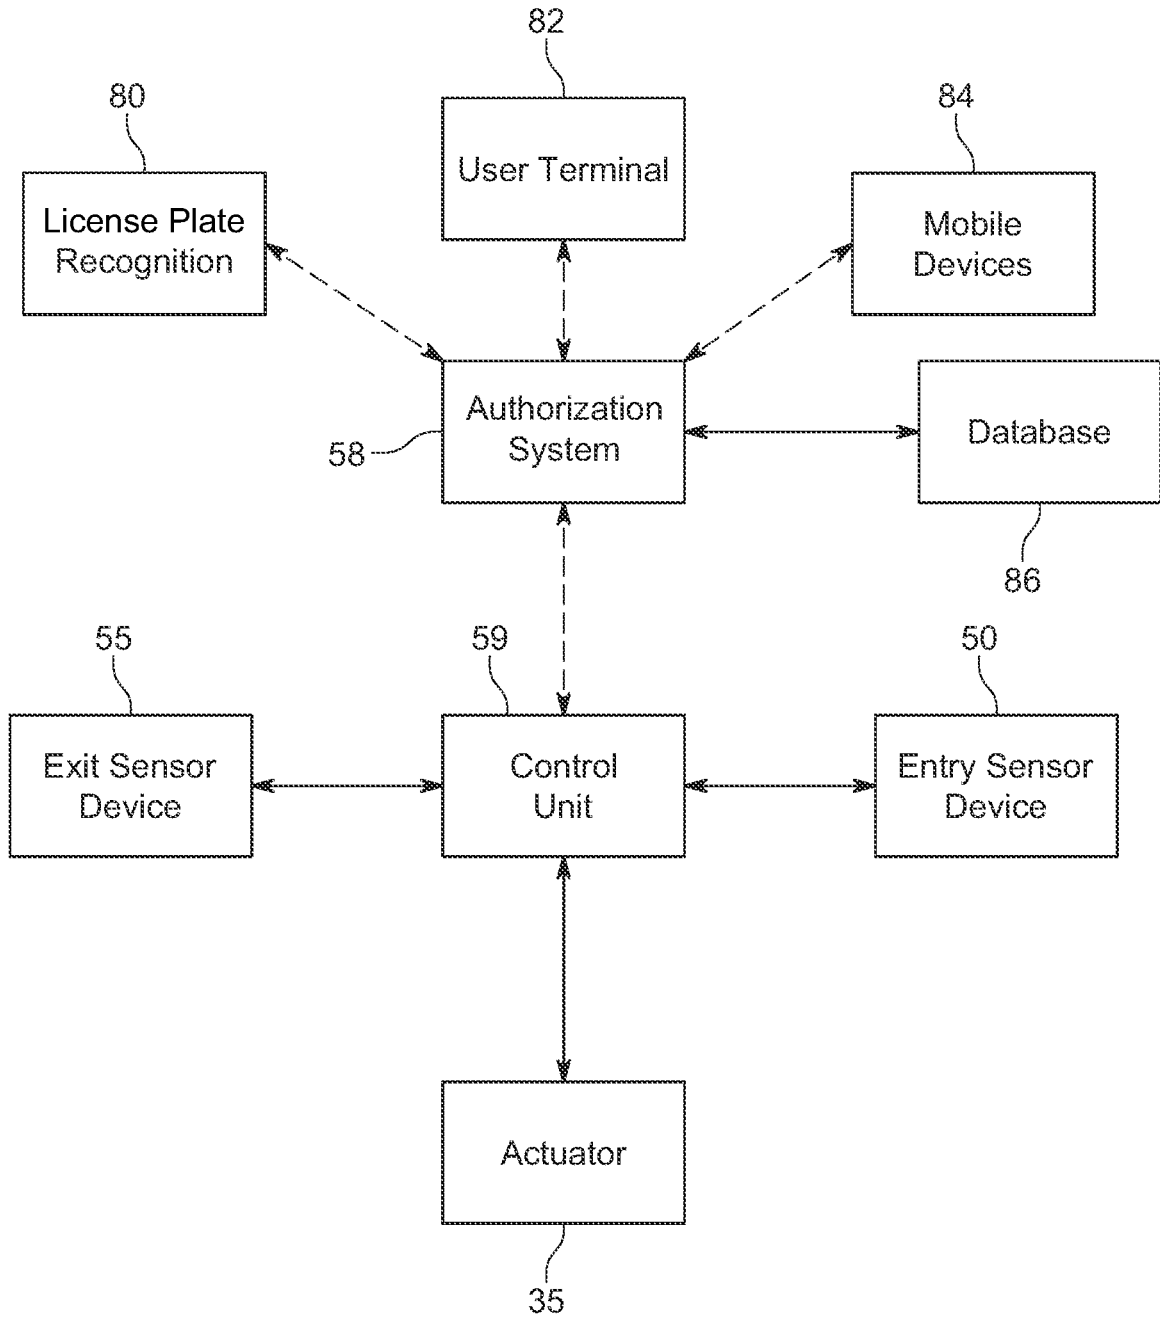 82
80
84
User Terminal
License Plate
Recognition
Mobile
Devices
Authorization
System
58
Database
86
55
59
50
Exit Sensor
Device
Control
Unit
Entry Sensor
Device
Actuator
35